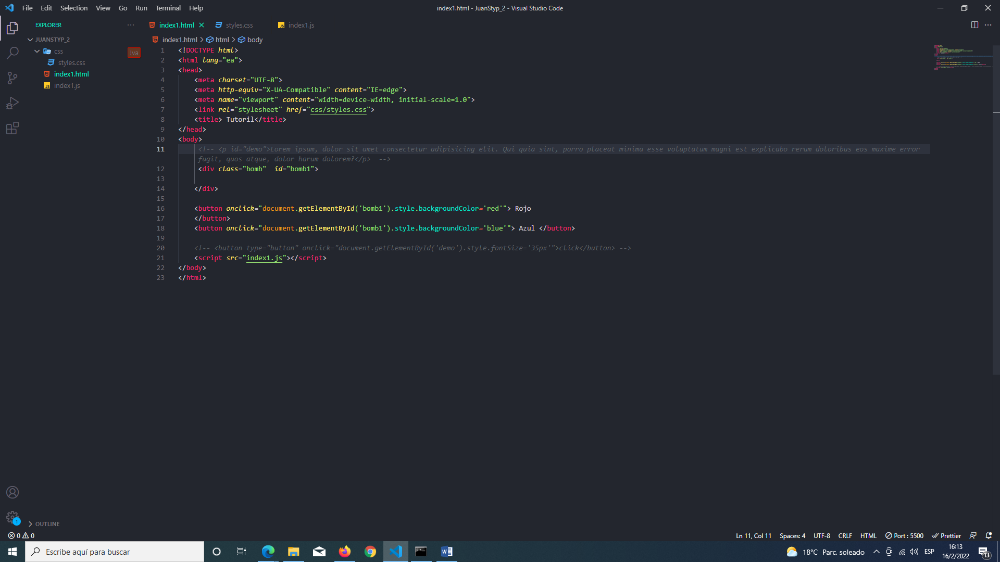 File Edit Selection View Go Run Terminal Help
index1.html - JuanStyp_2 - Visual Studio Code
EXPLORER
JUANSTYP_2
css
!va
styles.css
index1.html
index1.js
index1.html styles.css index1.js
index1.html > html > body
1 <!DOCTYPE html>
2 <html lang="ea">
3 <head>
4 <meta charset="UTF-8">
5 <meta http-equiv="X-UA-Compatible" content="IE=edge">
6 <meta name="viewport" content="width=device-width, initial-scale=1.0">
7 <link rel="stylesheet" href="css/styles.css">
8 <title> Tutoril</title>
9 </head>
10 <body>
11 <!-- <p id="demo">Lorem ipsum, dolor sit amet consectetur adipisicing elit. Qui quia sint, porro placeat minima esse voluptatum magni est explicabo rerum doloribus eos maxime error
fugit, quos atque, dolor harum dolorem?</p>  -->
12 <div class="bomb"  id="bomb1">
13
14 </div>
15
16 <button onclick="document.getElementById('bomb1').style.backgroundColor='red'"> Rojo
17 </button>
18 <button onclick="document.getElementById('bomb1').style.backgroundColor='blue'"> Azul </button>
19
20 <!-- <button type="button" onclick="document.getElementById('demo').style.fontSize='35px'">click</button> -->
21 <script src="index1.js"></script>
22 </body>
23 </html>
1
OUTLINE
0 0
Ln 11, Col 11 Spaces: 4 UTF-8 CRLF HTML Port : 5500 Prettier
Escribe aquí para buscar
18°C Parc. soleado
ESP
16:13
16/2/2022
13